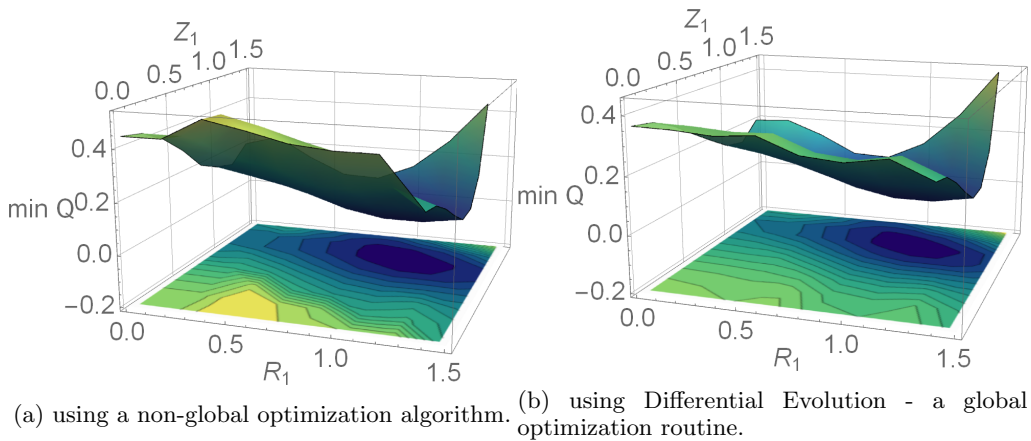 Z1
0.0 0.5 1.0 1.5
0.4
min Q 0.2
0.0
−0.2
0.0 0.5 1.0 1.5
R1
Z1
0.0 0.5 1.0 1.5
0.4
0.2
min Q
0.0
−0.2
0.0 0.5 1.0 1.5
R1
(a) using a non-global optimization algorithm.
(b) using Differential Evolution - a global
optimization routine.